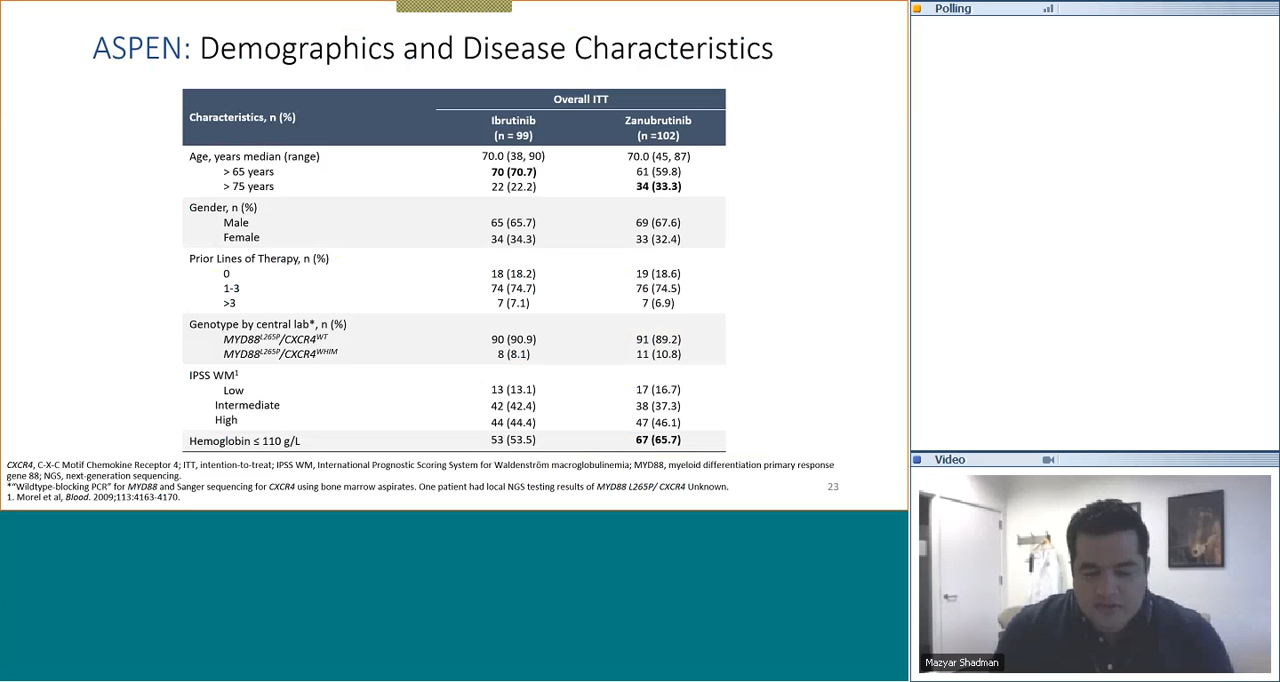 ASPEN: Demographics and Disease Characteristics
Characteristics, n (%)
Overall ITT
Ibrutinib
(n = 99)
Zanubrutinib
(n =102)
Age, years median (range) 70.0 (38, 90) 70.0 (45, 87)
> 65 years 70 (70.7) 61 (59.8)
> 75 years 22 (22.2) 34 (33.3)
Gender, n (%)
Male 65 (65.7) 69 (67.6)
Female 34 (34.3) 33 (32.4)
Prior Lines of Therapy, n (%)
0 18 (18.2) 19 (18.6)
1-3 74 (74.7) 76 (74.5)
>3 7 (7.1) 7 (6.9)
Genotype by central lab*, n (%)
MYD88L265P/CXCR4WT 90 (90.9) 91 (89.2)
MYD88L265P/CXCR4WHIM 8 (8.1) 11 (10.8)
IPSS WM1
Low 13 (13.1) 17 (16.7)
Intermediate 42 (42.4) 38 (37.3)
High 44 (44.4) 47 (46.1)
Hemoglobin ≤ 110 g/L 53 (53.5) 67 (65.7)
CXCR4, C-X-C Motif Chemokine Receptor 4; ITT, intention-to-treat; IPSS WM, International Prognostic Scoring System for Waldenström macroglobulinemia; MYD88, myeloid differentiation primary response
gene 88; NGS, next-generation sequencing.
*"Wildtype-blocking PCR" for MYD88 and Sanger sequencing for CXCR4 using bone marrow aspirates. One patient had local NGS testing results of MYD88 L265P/ CXCR4 Unknown.
1. Morel et al, Blood. 2009;113:4163-4170.
23
Polling
Video
Mazyar Shadman